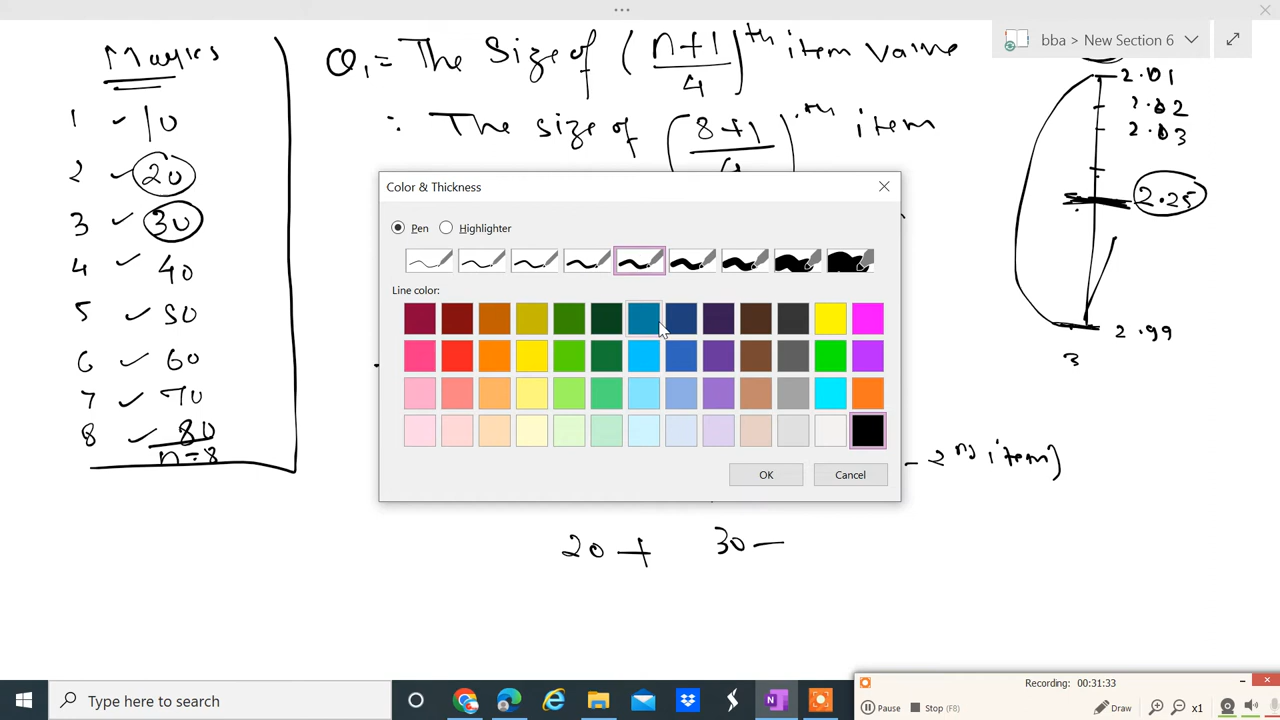 bba > New Section 6
Marks
1 ✓ 10
2 ✓ 20
3 ✓ 30
4 ✓ 40
5 ✓ 50
6 ✓ 60
7 ✓ 70
8 ✓ 80
n=8
Q1 = The Size of (n+1/4)th item value
∴ The size of (8+1/4)th item
- 2nd item)
20 + 30 -
2.01
2.02
2.03
2.25
2.99
3
Color & Thickness
Pen Highlighter
Line color:
OK Cancel
Type here to search
Recording: 00:31:33
Pause Stop (F8) Draw x1